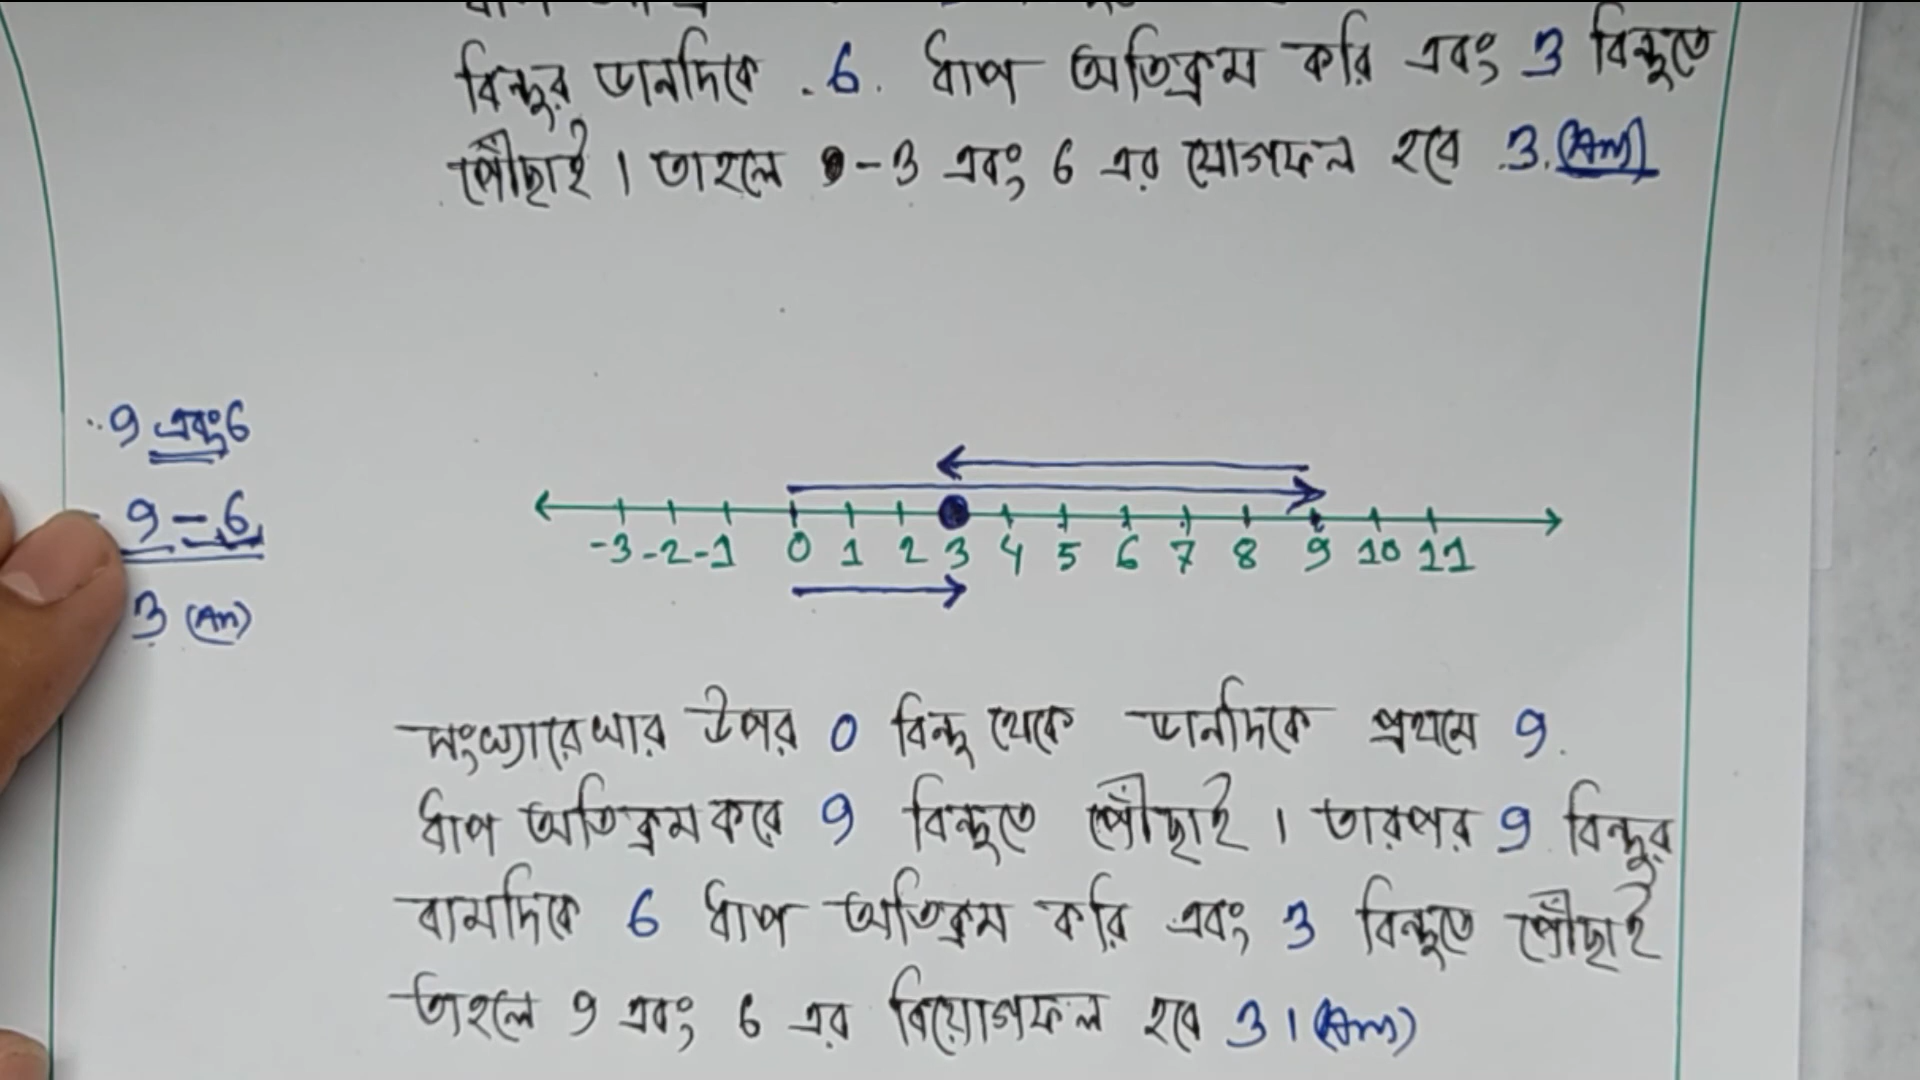 বিন্দুর ডানদিকে 6. ধাপ অতিক্রম করি এবং 3 বিন্দুতে
পৌঁছাই। তাহলে -3 এবং 6 এর যোগফল হবে 3. (Am)
9 এবং 6
9-6
3 (Am)
-3 -2 -1 0 1 2 3 4 5 6 7 8 9 10 11
সংখ্যারেখার উপর 0 বিন্দু থেকে ডানদিকে প্রথমে 9.
ধাপ অতিক্রম করে 9 বিন্দুতে পৌঁছাই। তারপর 9 বিন্দুর
বামদিকে 6 ধাপ অতিক্রম করি এবং 3 বিন্দুতে পৌঁছাই
তাহলে 9 এবং 6 এর বিয়োগফল হবে 3। (Am)